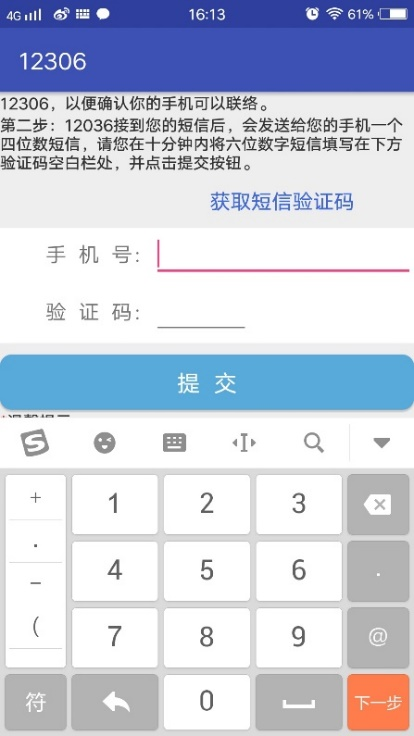 4G 16:13 61%
12306
12306，以便确认你的手机可以联络。
第二步：12036接到您的短信后，会发送给您的手机一个
四位数短信，请您在十分钟内将六位数字短信填写在下方
验证码空白栏处，并点击提交按钮。
获取短信验证码
手 机 号:
验 证 码:
提 交
S
+ 1 2 3
. 4 5 6 .
−
( 7 8 9 @
符 0 下一步